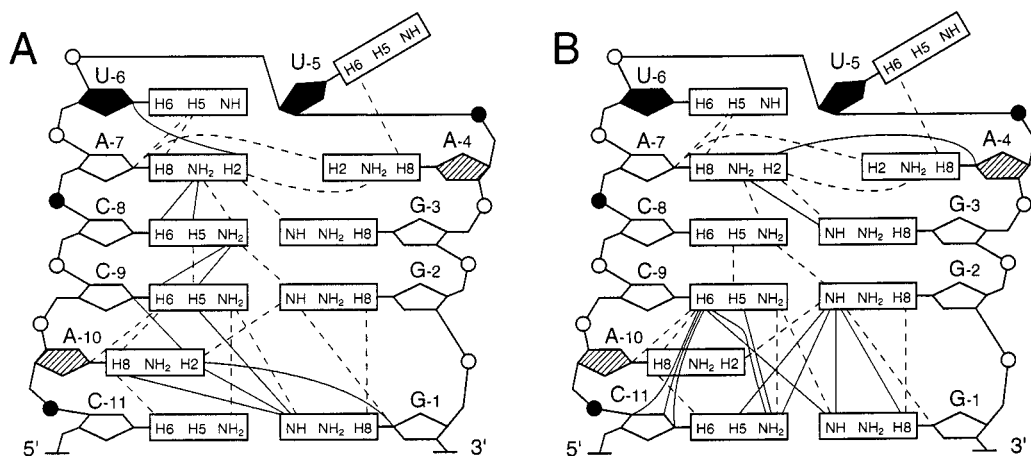 A
B
U-5
H6 H5 NH
U-5
H6 H5 NH
U-6
H6 H5 NH
U-6
H6 H5 NH
A-7
H8 NH₂ H2
H2 NH₂ H8
A-4
A-7
H8 NH₂ H2
H2 NH₂ H8
A-4
C-8
H6 H5 NH₂
NH NH₂ H8
G-3
C-8
H6 H5 NH₂
NH NH₂ H8
G-3
C-9
H6 H5 NH₂
NH NH₂ H8
G-2
C-9
H6 H5 NH₂
NH NH₂ H8
G-2
A-10
H8 NH₂ H2
A-10
H8 NH₂ H2
C-11
H6 H5 NH₂
NH NH₂ H8
G-1
C-11
H6 H5 NH₂
NH NH₂ H8
G-1
5'
3'
5'
3'